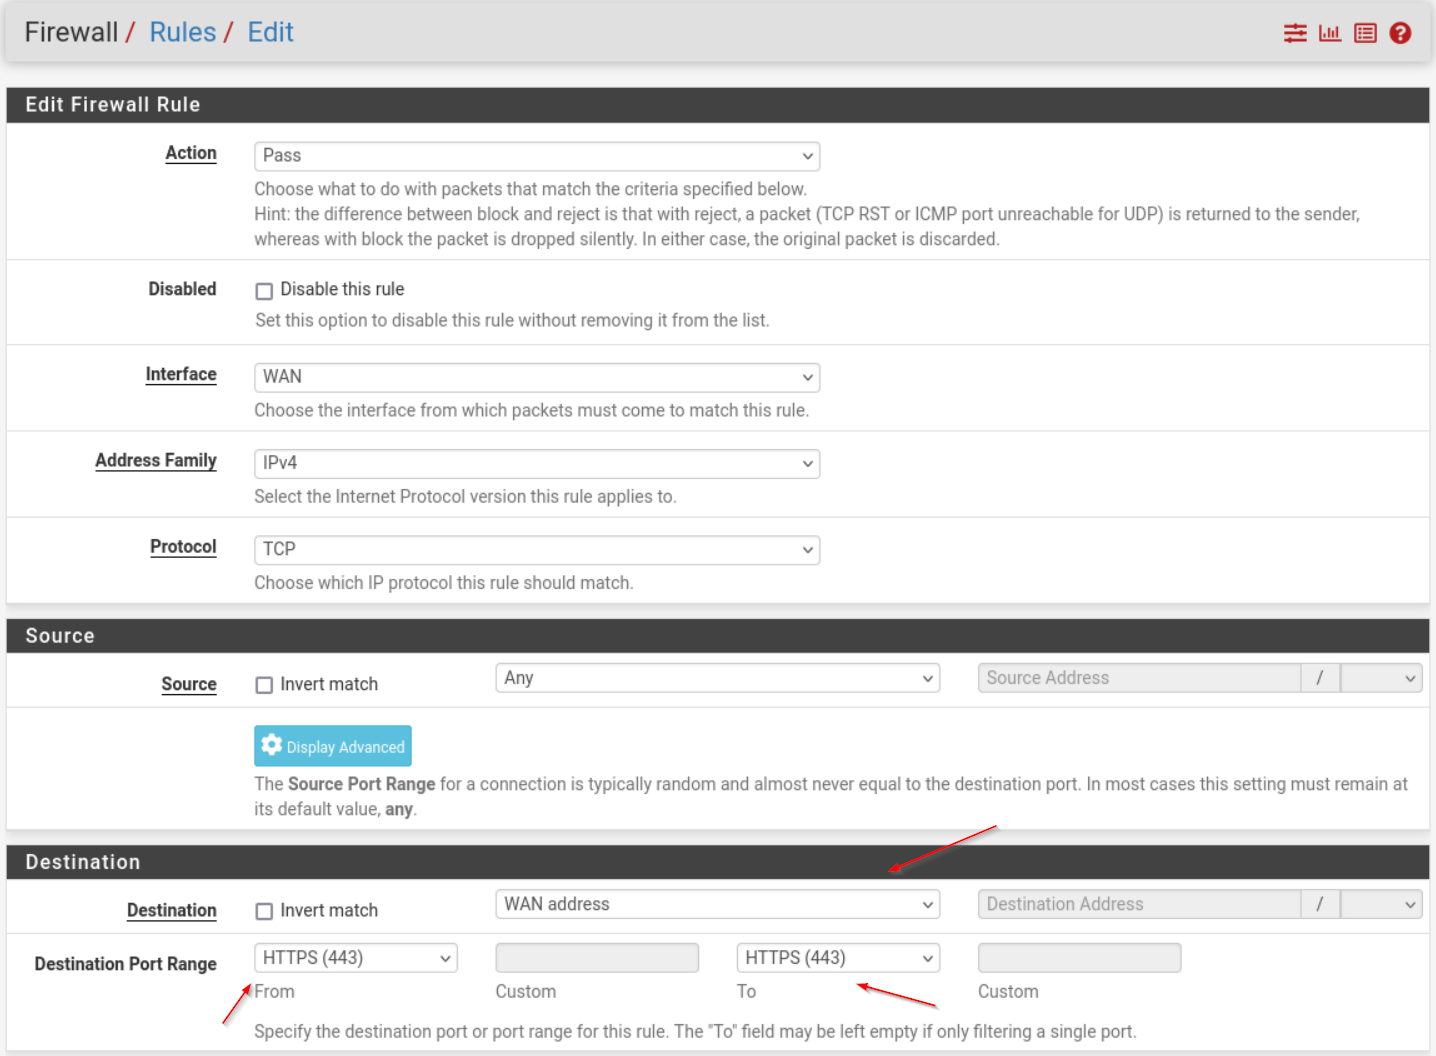 Firewall / Rules / Edit
Edit Firewall Rule
Action
Pass
Choose what to do with packets that match the criteria specified below.
Hint: the difference between block and reject is that with reject, a packet (TCP RST or ICMP port unreachable for UDP) is returned to the sender,
whereas with block the packet is dropped silently. In either case, the original packet is discarded.
Disabled
Disable this rule
Set this option to disable this rule without removing it from the list.
Interface
WAN
Choose the interface from which packets must come to match this rule.
Address Family
IPv4
Select the Internet Protocol version this rule applies to.
Protocol
TCP
Choose which IP protocol this rule should match.
Source
Source
Invert match
Any
Source Address
/
Display Advanced
The Source Port Range for a connection is typically random and almost never equal to the destination port. In most cases this setting must remain at
its default value, any.
Destination
Destination
Invert match
WAN address
Destination Address
/
Destination Port Range
HTTPS (443)
HTTPS (443)
From
Custom
To
Custom
Specify the destination port or port range for this rule. The "To" field may be left empty if only filtering a single port.